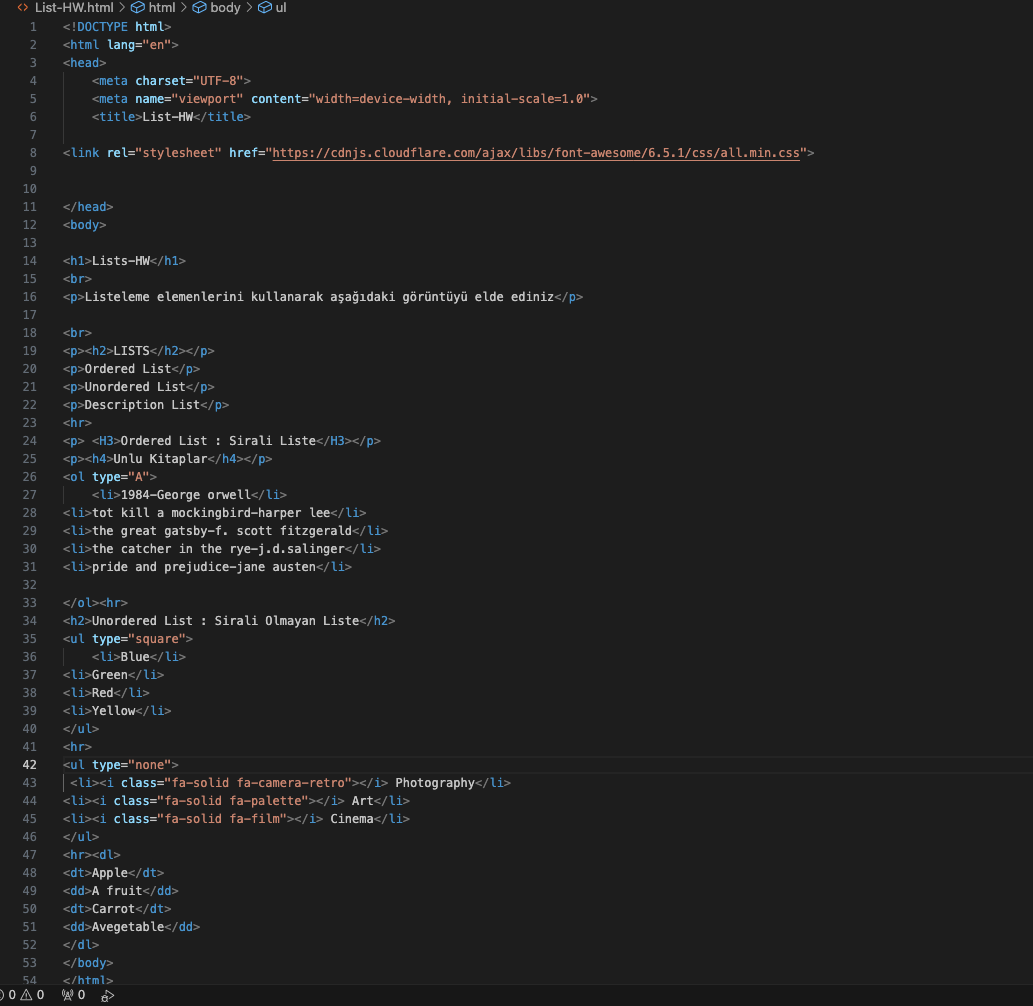 List-HW.html > html > body > ul
1 <!DOCTYPE html>
2 <html lang="en">
3 <head>
4     <meta charset="UTF-8">
5     <meta name="viewport" content="width=device-width, initial-scale=1.0">
6     <title>List-HW</title>
7
8 <link rel="stylesheet" href="https://cdnjs.cloudflare.com/ajax/libs/font-awesome/6.5.1/css/all.min.css">
9
10
11 </head>
12 <body>
13
14 <h1>Lists-HW</h1>
15 <br>
16 <p>Listeleme elemenlerini kullanarak aşağıdaki görüntüyü elde ediniz</p>
17
18 <br>
19 <p><h2>LISTS</h2></p>
20 <p>Ordered List</p>
21 <p>Unordered List</p>
22 <p>Description List</p>
23 <hr>
24 <p> <H3>Ordered List : Sirali Liste</H3></p>
25 <p><h4>Unlu Kitaplar</h4></p>
26 <ol type="A">
27     <li>1984-George orwell</li>
28 <li>tot kill a mockingbird-harper lee</li>
29 <li>the great gatsby-f. scott fitzgerald</li>
30 <li>the catcher in the rye-j.d.salinger</li>
31 <li>pride and prejudice-jane austen</li>
32
33 </ol><hr>
34 <h2>Unordered List : Sirali Olmayan Liste</h2>
35 <ul type="square">
36     <li>Blue</li>
37 <li>Green</li>
38 <li>Red</li>
39 <li>Yellow</li>
40 </ul>
41 <hr>
42 <ul type="none">
43  <li><i class="fa-solid fa-camera-retro"></i> Photography</li>
44 <li><i class="fa-solid fa-palette"></i> Art</li>
45 <li><i class="fa-solid fa-film"></i> Cinema</li>
46 </ul>
47 <hr><dl>
48 <dt>Apple</dt>
49 <dd>A fruit</dd>
50 <dt>Carrot</dt>
51 <dd>Avegetable</dd>
52 </dl>
53 </body>
54 </html>
0 0 0